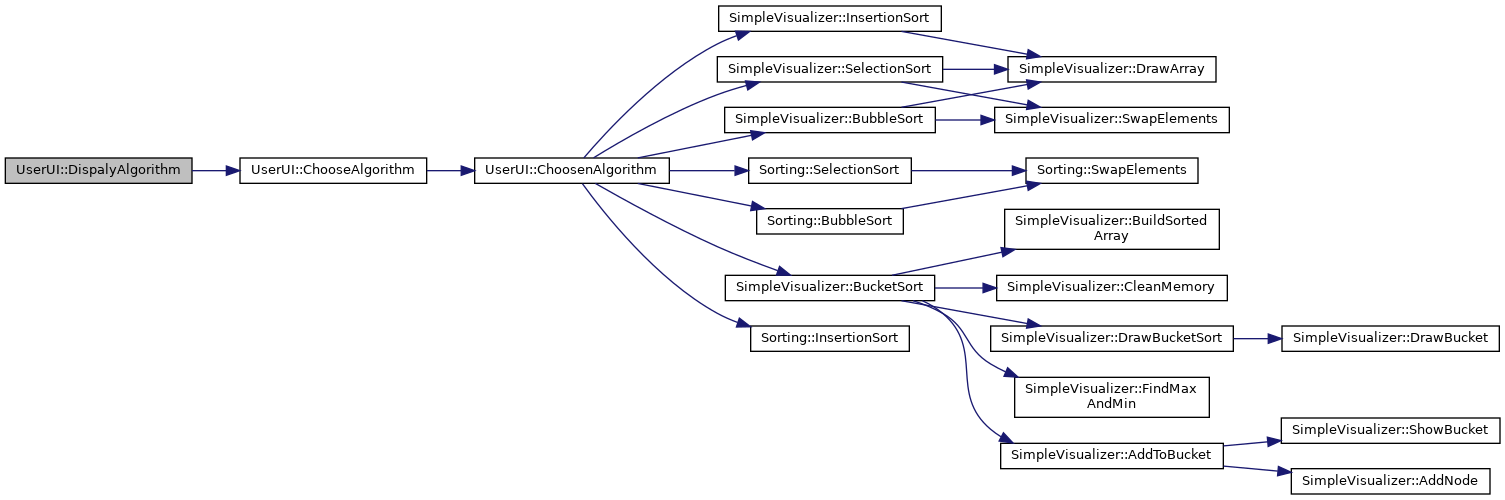 UserUI::DispalyAlgorithm
UserUI::ChooseAlgorithm
UserUI::ChoosenAlgorithm
SimpleVisualizer::InsertionSort
SimpleVisualizer::SelectionSort
SimpleVisualizer::BubbleSort
Sorting::SelectionSort
Sorting::BubbleSort
SimpleVisualizer::BucketSort
Sorting::InsertionSort
SimpleVisualizer::DrawArray
SimpleVisualizer::SwapElements
Sorting::SwapElements
SimpleVisualizer::BuildSorted
Array
SimpleVisualizer::CleanMemory
SimpleVisualizer::DrawBucketSort
SimpleVisualizer::FindMax
AndMin
SimpleVisualizer::AddToBucket
SimpleVisualizer::DrawBucket
SimpleVisualizer::ShowBucket
SimpleVisualizer::AddNode